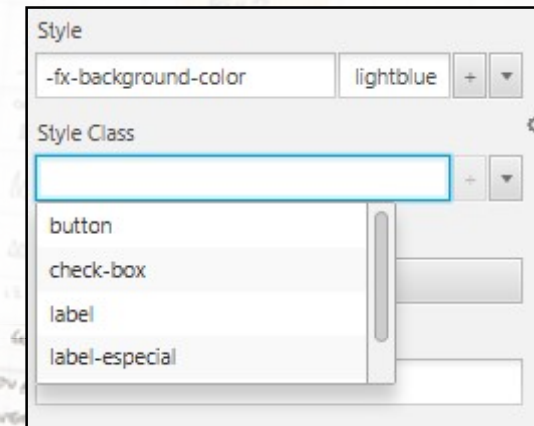 Style
-fx-background-color lightblue +
Style Class
+
button
check-box
label
label-especial